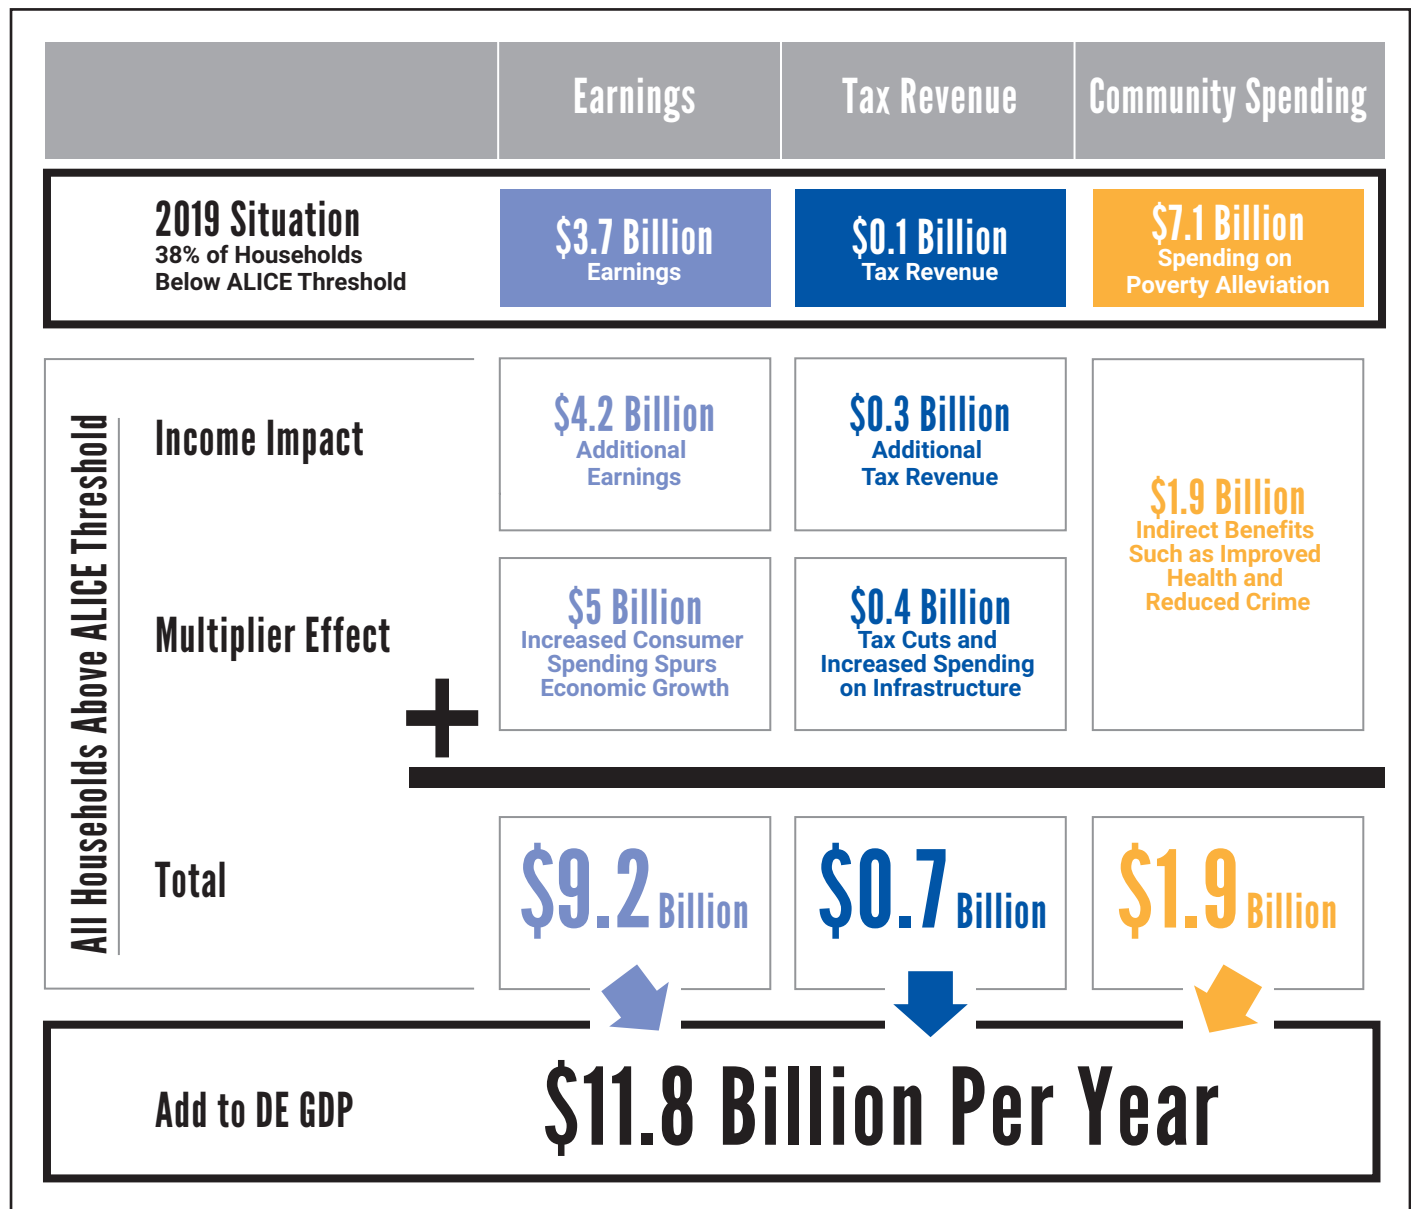 Earnings
Tax Revenue
Community Spending
2019 Situation
38% of Households
Below ALICE Threshold
$3.7 Billion
Earnings
$0.1 Billion
Tax Revenue
$7.1 Billion
Spending on
Poverty Alleviation
All Households Above ALICE Threshold
Income Impact
$4.2 Billion
Additional
Earnings
$0.3 Billion
Additional
Tax Revenue
$1.9 Billion
Indirect Benefits
Such as Improved
Health and
Reduced Crime
Multiplier Effect
$5 Billion
Increased Consumer
Spending Spurs
Economic Growth
$0.4 Billion
Tax Cuts and
Increased Spending
on Infrastructure
+
Total
$9.2 Billion
$0.7 Billion
$1.9 Billion
Add to DE GDP
$11.8 Billion Per Year